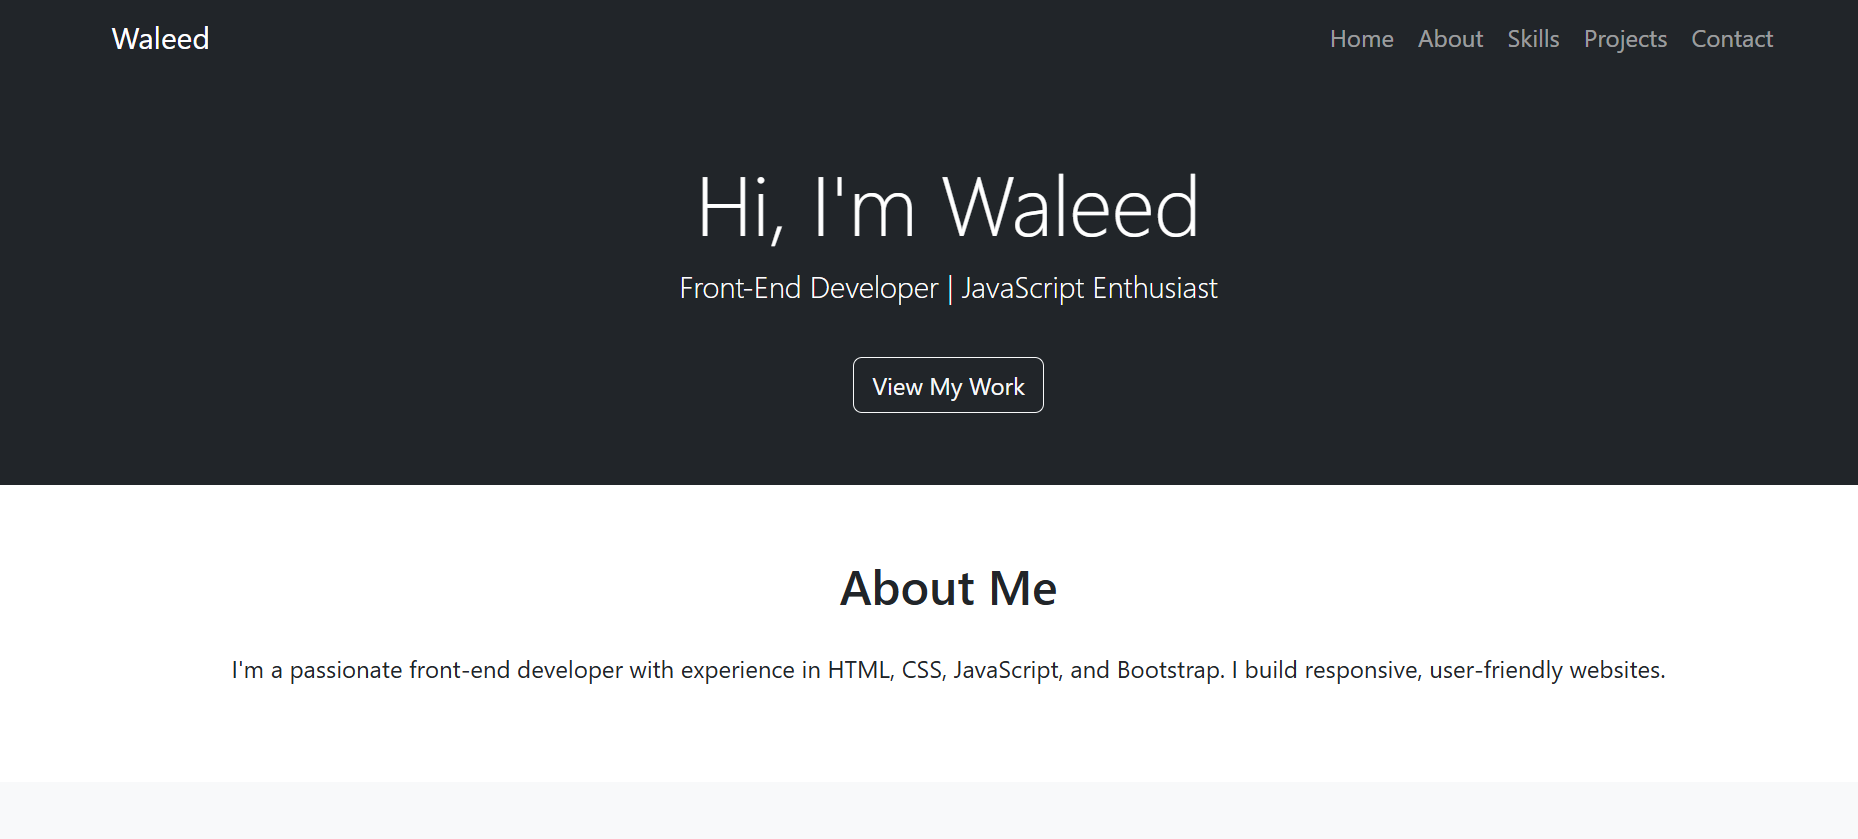 Waleed
Home About Skills Projects Contact
Hi, I'm Waleed
Front-End Developer | JavaScript Enthusiast
View My Work
About Me
I'm a passionate front-end developer with experience in HTML, CSS, JavaScript, and Bootstrap. I build responsive, user-friendly websites.